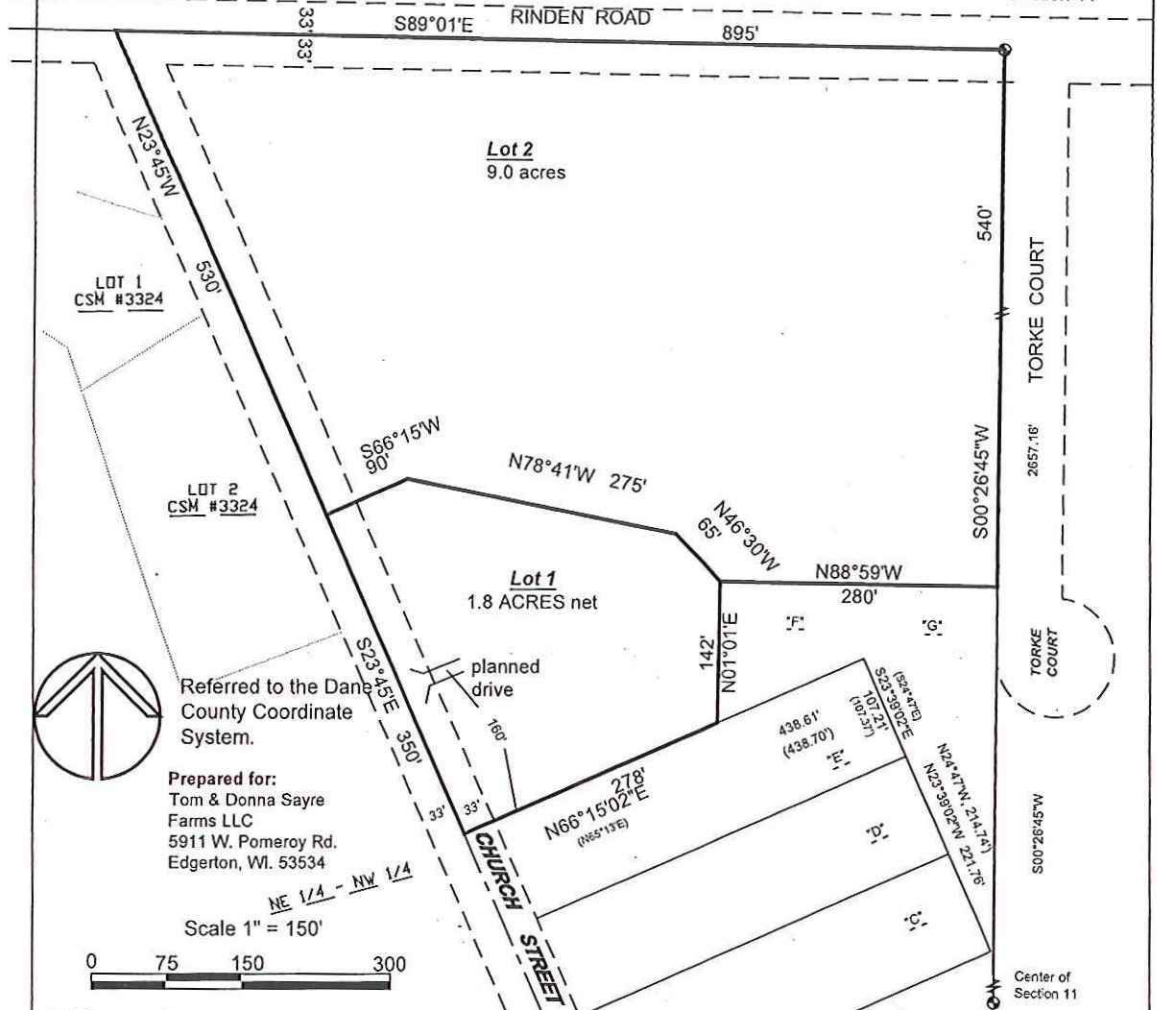 RINDEN ROAD
33' 33'
S89°01'E
895'
N23°45'W
530'
Lot 2
9.0 acres
540'
TORKE COURT
2657.16'
S00°26'45"W
LOT 1
CSM #3324
LOT 2
CSM #3324
S66°15'W
90'
N78°41'W 275'
N46°30'W
65'
N88°59'W
280'
Lot 1
1.8 ACRES net
142'
N01°01'E
"F"
"G"
TORKE
COURT
S23°45'E 350'
planned
drive
160'
Referred to the Dane
County Coordinate
System.
Prepared for:
Tom & Donna Sayre
Farms LLC
5911 W. Pomeroy Rd.
Edgerton, WI. 53534
NE 1/4 - NW 1/4
Scale 1" = 150'
0 75 150 300
33' 33'
278'
N66°15'02"E
(N65°13'E)
438.61'
(438.70')
"E"
(S24°47'E)
S23°39'02"E
107.21'
(107.37')
N24°47'W, 214.74')
N23°39'02"W 221.76'
"D"
"C"
S00°26'45"W
CHURCH STREET
Center of
Section 11